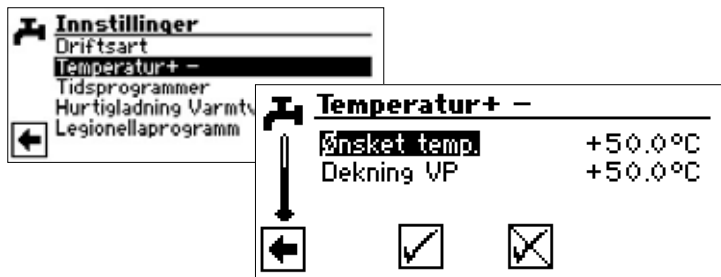 Innstillinger
Driftsart
Temperatur+ -
Tidsprogrammer
Hurtigladning Varmtv
Legionellaprogramm
Temperatur+ -
Ønsket temp. +50.0°C
Dekning VP +50.0°C